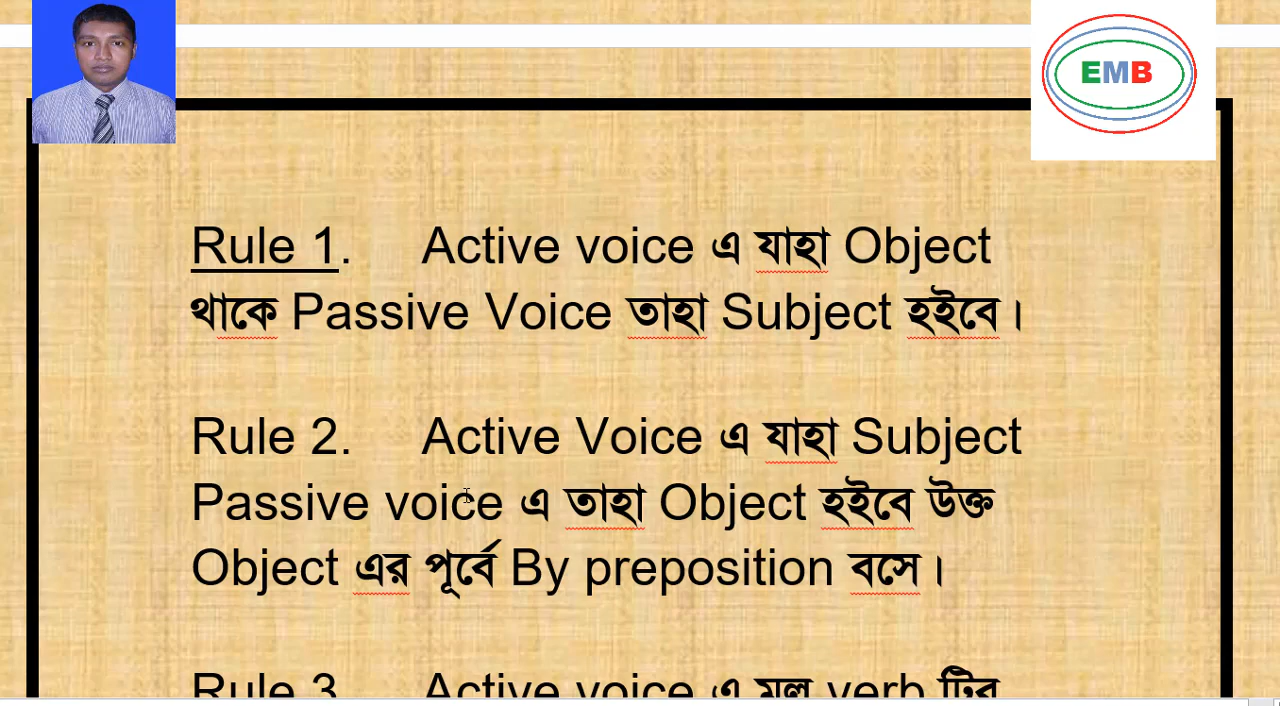 EMB
Rule 1. Active voice এ যাহা Object
থাকে Passive Voice তাহা Subject হইবে।
Rule 2. Active Voice এ যাহা Subject
Passive voice এ তাহা Object হইবে উক্ত
Object এর পূর্বে By preposition বসে।
Rule 3 Active voice এ মূল verb টির